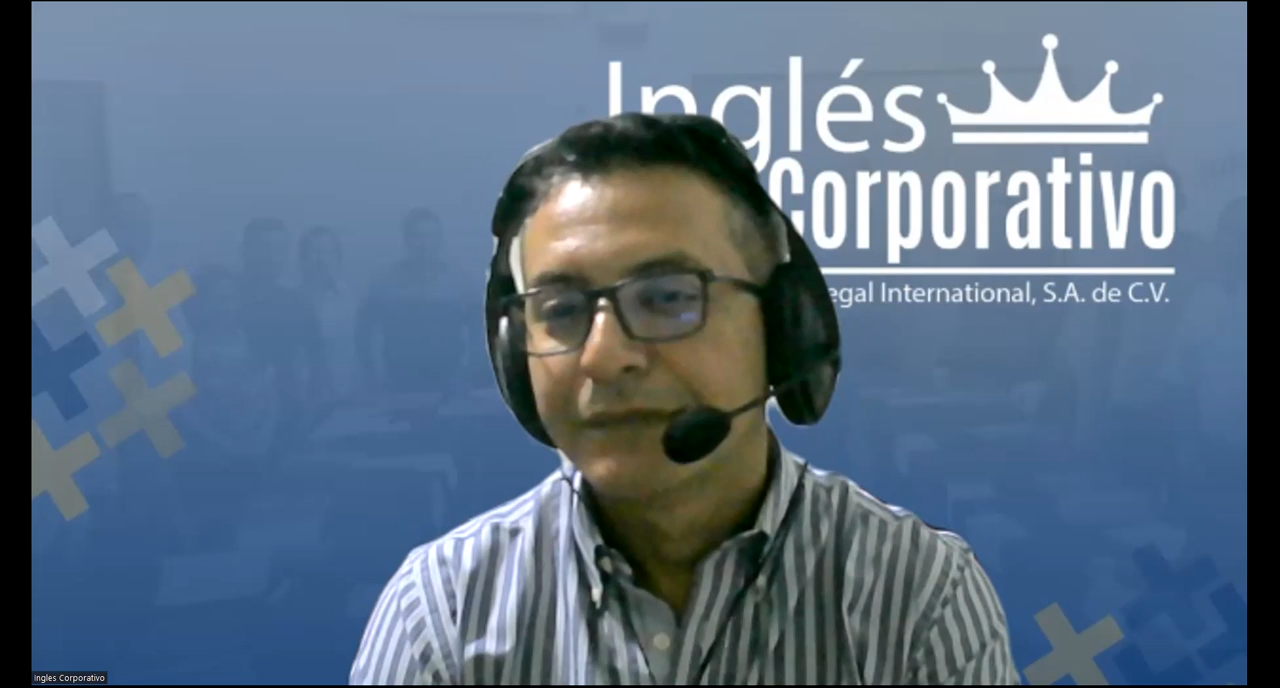 Inglés
Corporativo
egal International, S.A. de C.V.
Ingles Corporativo